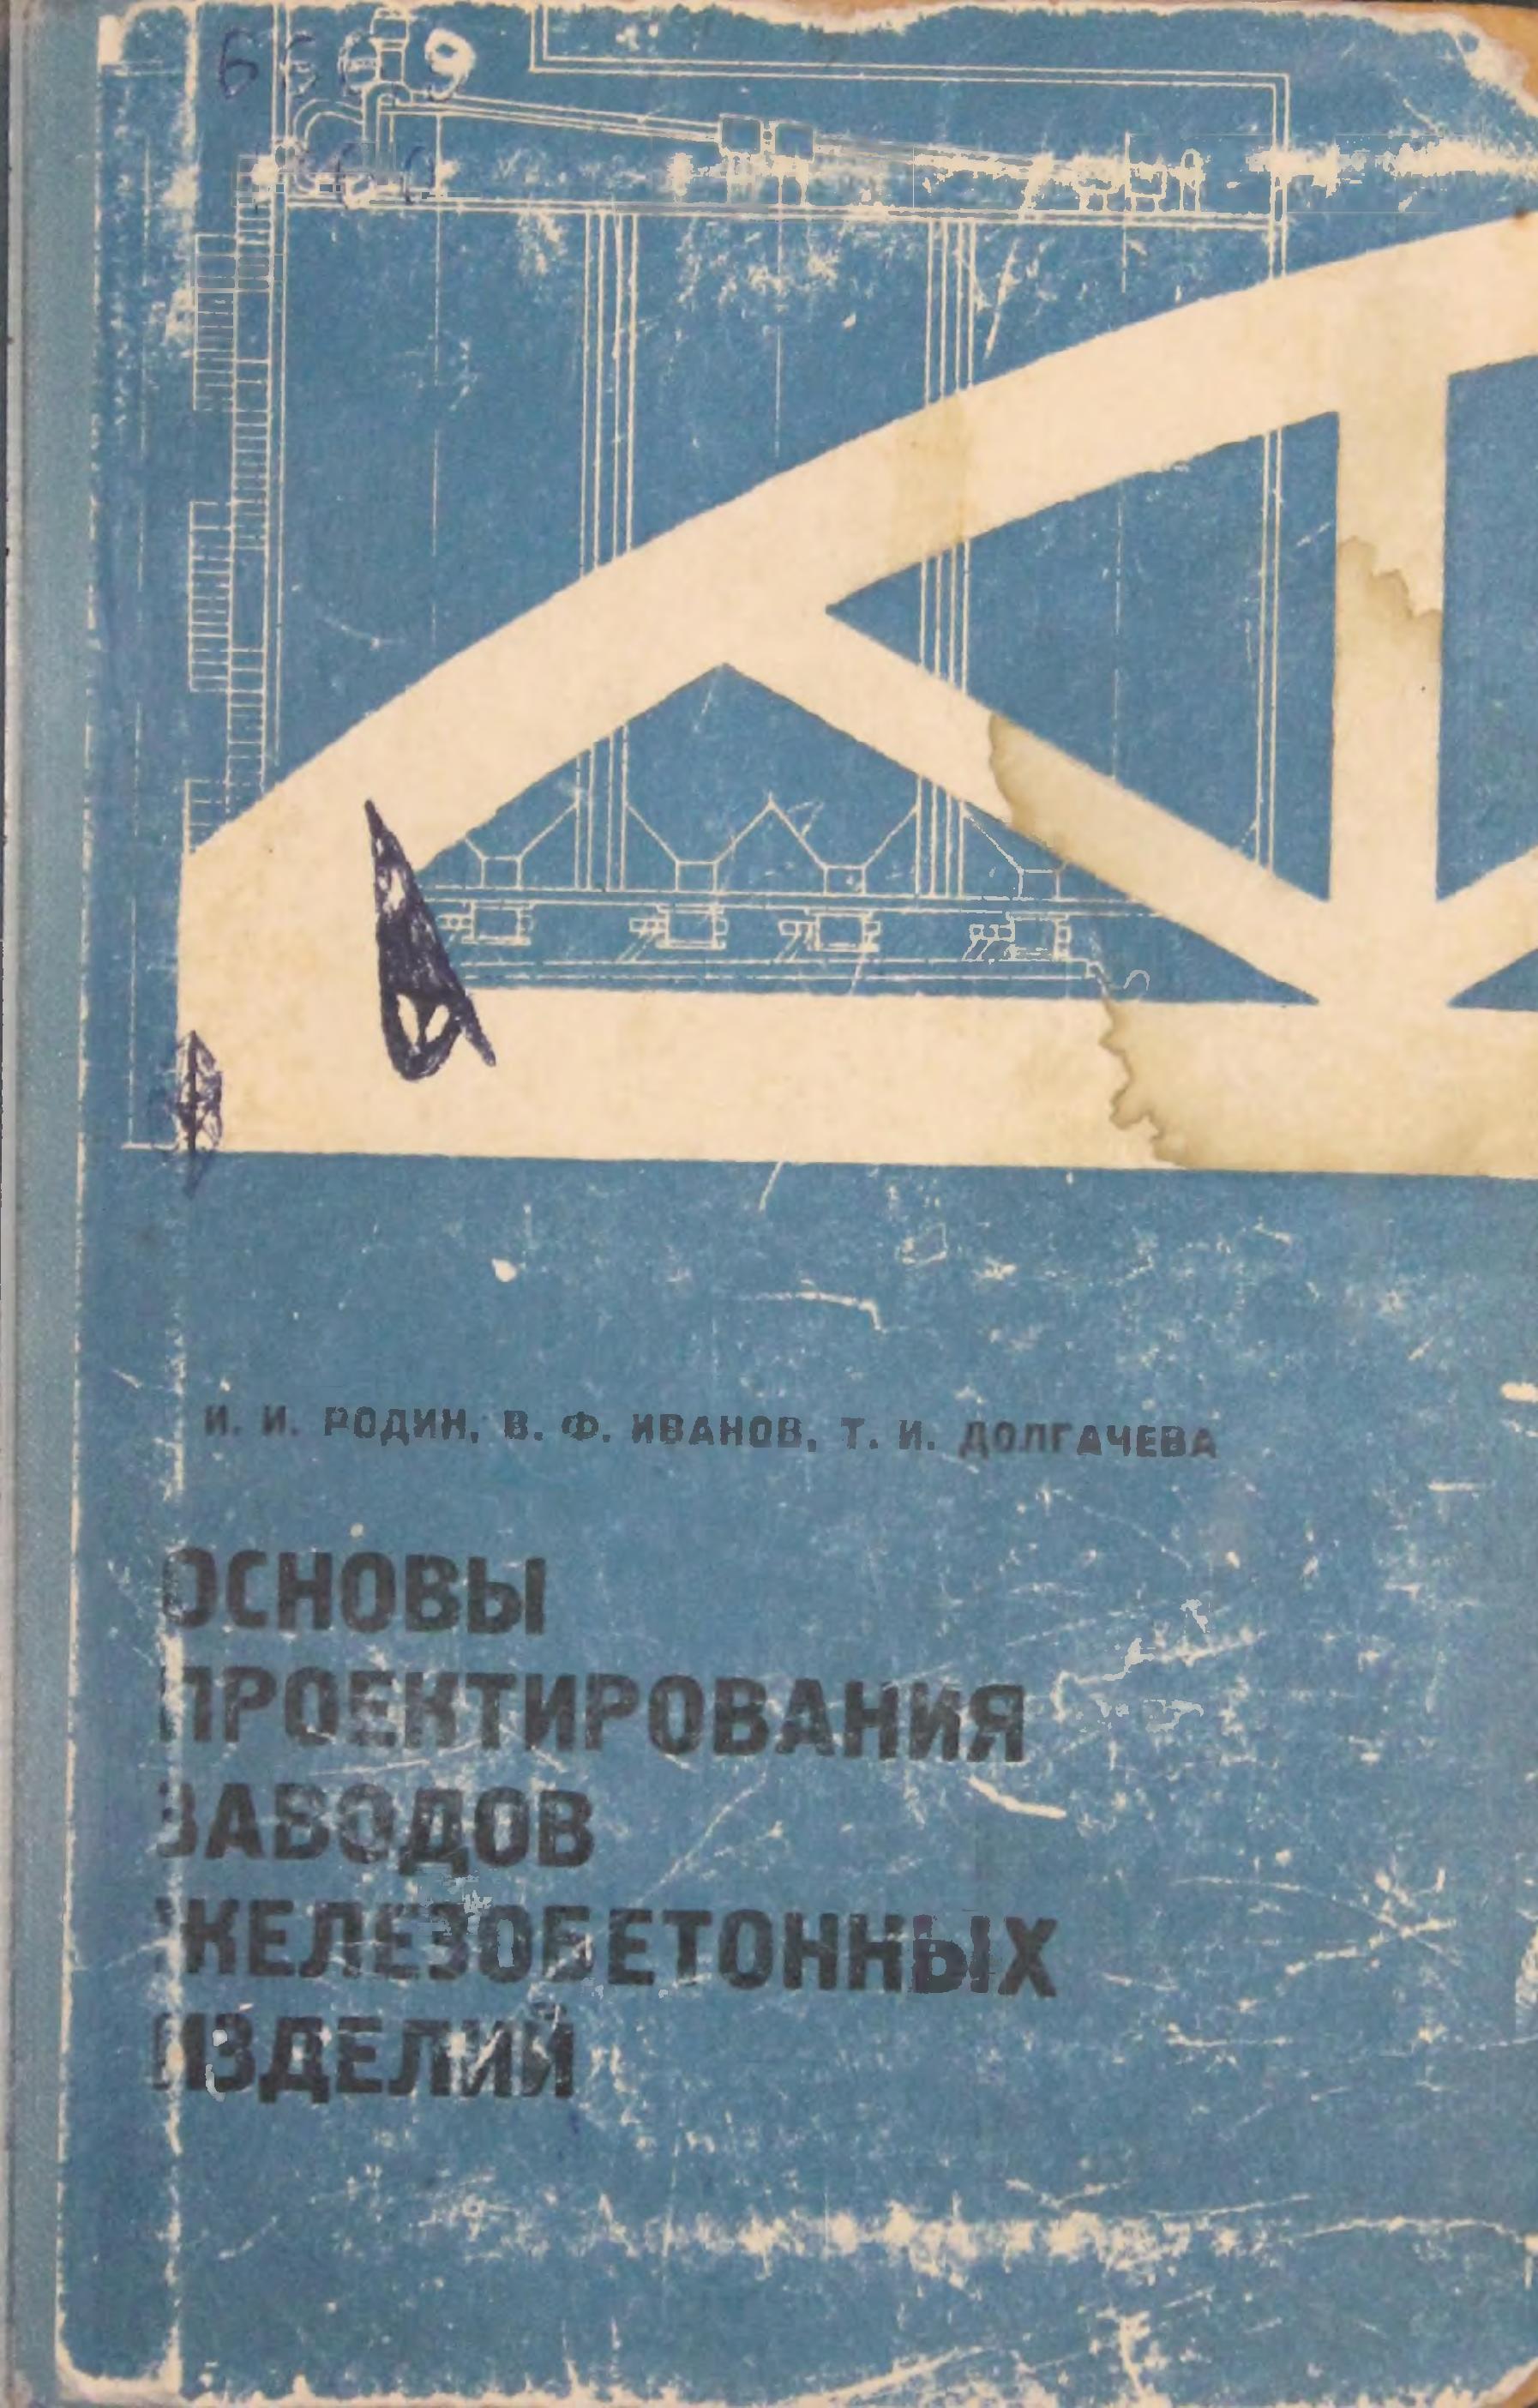 И. И. РОДИН, В. Ф. ИВАНОВ, Т. И. ДОЛГАЧЕВА
ОСНОВЫ
ПРОЕКТИРОВАНИЯ
ЗАВОДОВ
ЖЕЛЕЗОБЕТОННЫХ
ИЗДЕЛИЙ